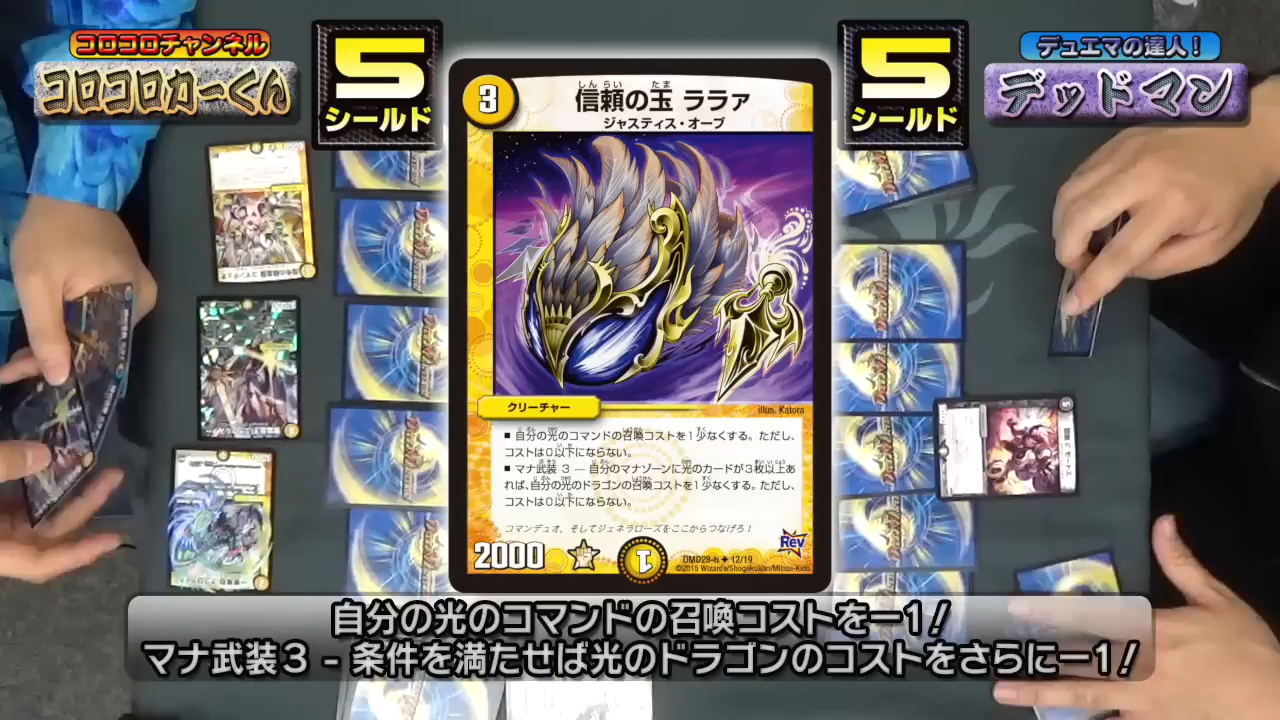 コロコロチャンネル
コロコロカーくん
5
シールド
5
シールド
デュエマの達人！
デッドマン
3
しんらい たま
信頼の玉 ララァ
ジャスティス・オーブ
クリーチャー
illus. Katora
■ 自分の光のコマンドの召喚コストを1少なくする。ただし、
コストは0以下にならない。
■ マナ武装 3 ― 自分のマナゾーンに光のカードが3枚以上あ
れば、自分の光のドラゴンの召喚コストを1少なくする。ただし、
コストは0以下にならない。
コマンデュオ、そしてジェネラローズをここからつなげろ！
2000
1
Rev
DMD28-b ✦ 12/19
©2015 Wizards/Shogakukan/Mitsui-Kids
自分の光のコマンドの召喚コストをー1！
マナ武装３ - 条件を満たせば光のドラゴンのコストをさらにー1！